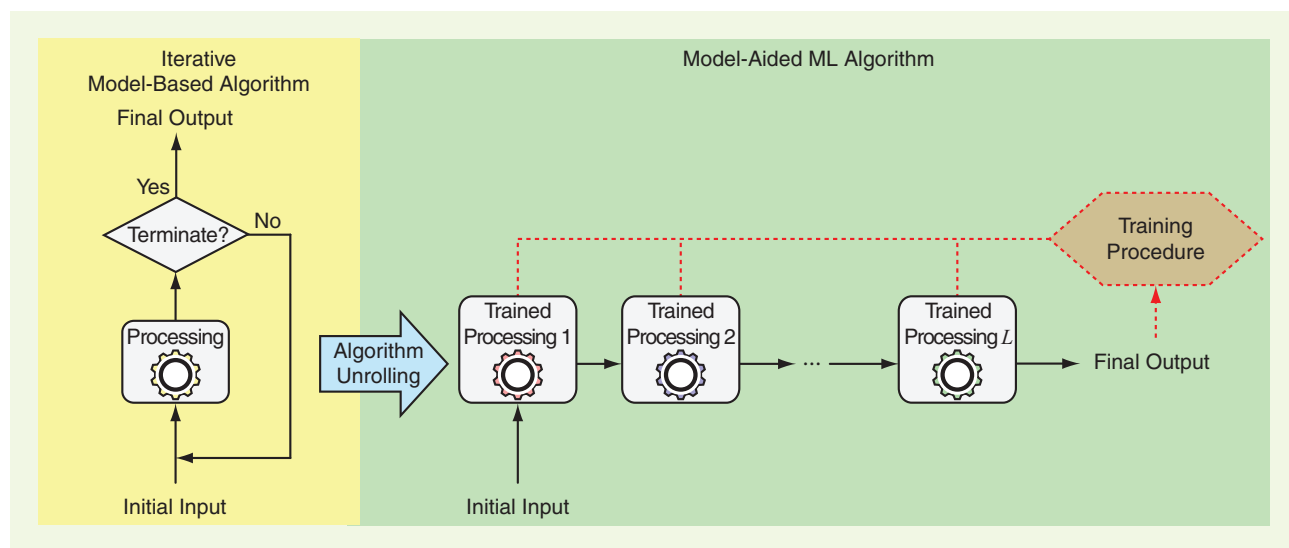 Iterative
Model-Based Algorithm
Final Output
Yes
No
Terminate?
Processing
Initial Input
Algorithm
Unrolling
Model-Aided ML Algorithm
Training
Procedure
Trained
Processing 1
Trained
Processing 2
...
Trained
Processing L
Final Output
Initial Input